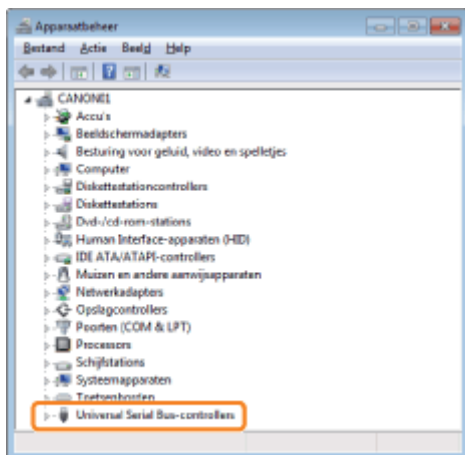 Apparaatbeheer
Bestand Actie Beeld Help
CANON01
Accu's
Beeldschermadapters
Besturing voor geluid, video en spelletjes
Computer
Diskettestationcontrollers
Diskettestations
Dvd-/cd-rom-stations
Human Interface-apparaten (HID)
IDE ATA/ATAPI-controllers
Muizen en andere aanwijsapparaten
Netwerkadapters
Opslagcontrollers
Poorten (COM & LPT)
Processors
Schijfstations
Systeemapparaten
Toetsenborden
Universal Serial Bus-controllers